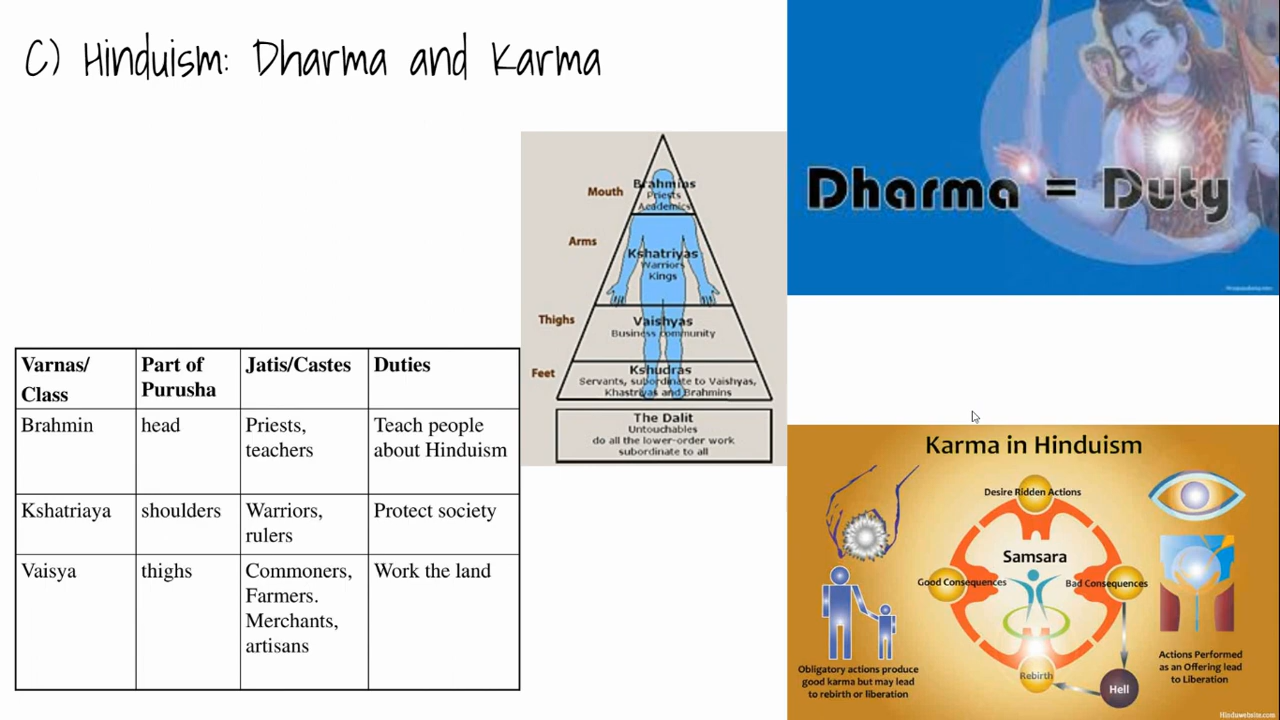 C) Hinduism: Dharma and Karma
Mouth
Brahmins
Priests
Academics
Arms
Kshatriyas
Warriors
Kings
Thighs
Vaishyas
Business community
Feet
Kshudras
Servants, subordinate to Vaishyas,
Khastriyas and Brahmins
The Dalit
Untouchables
do all the lower-order work
subordinate to all
Dharma = Duty
Varnas/
Class
Part of
Purusha
Jatis/Castes
Duties
Brahmin
head
Priests,
teachers
Teach people
about Hinduism
Kshatriaya
shoulders
Warriors,
rulers
Protect society
Vaisya
thighs
Commoners,
Farmers.
Merchants,
artisans
Work the land
Karma in Hinduism
Desire Ridden Actions
Samsara
Good Consequences
Bad Consequences
Rebirth
Hell
Obligatory actions produce
good karma but may lead
to rebirth or liberation
Actions Performed
as an Offering lead
to Liberation
Hinduwebsite.com